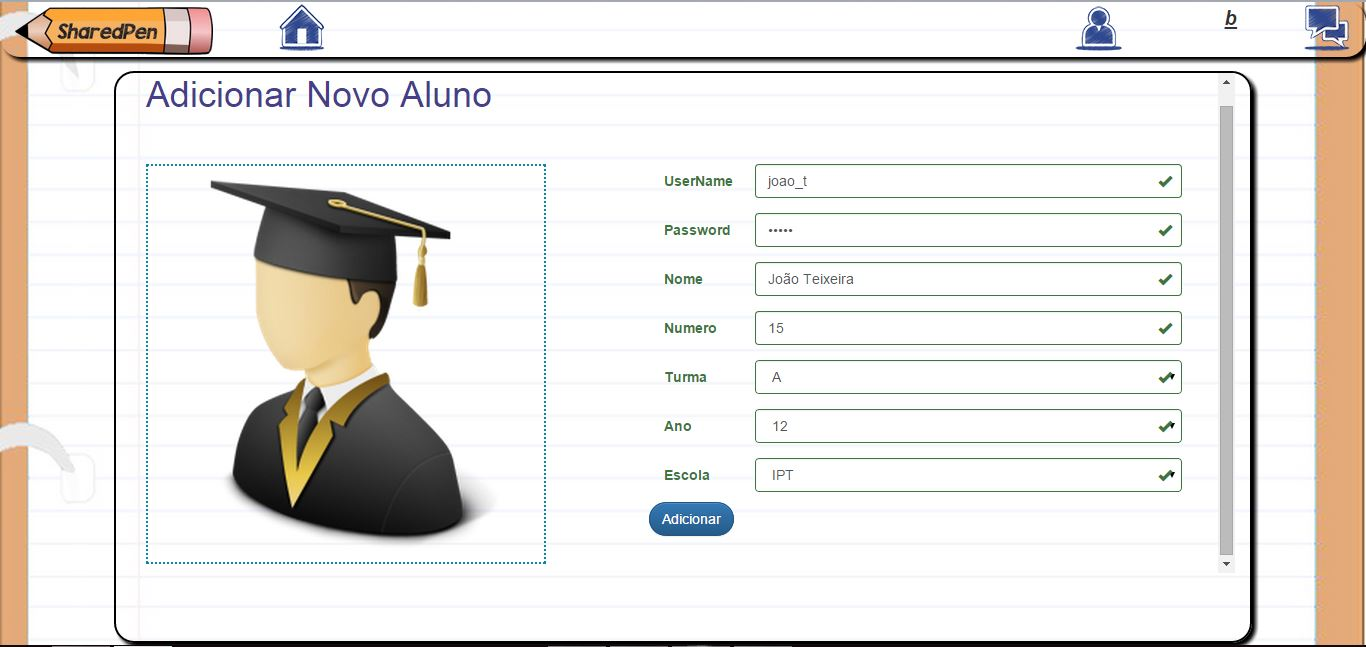 SharedPen
b
Adicionar Novo Aluno
UserName joao_t
Password •••••
Nome João Teixeira
Numero 15
Turma A
Ano 12
Escola IPT
Adicionar